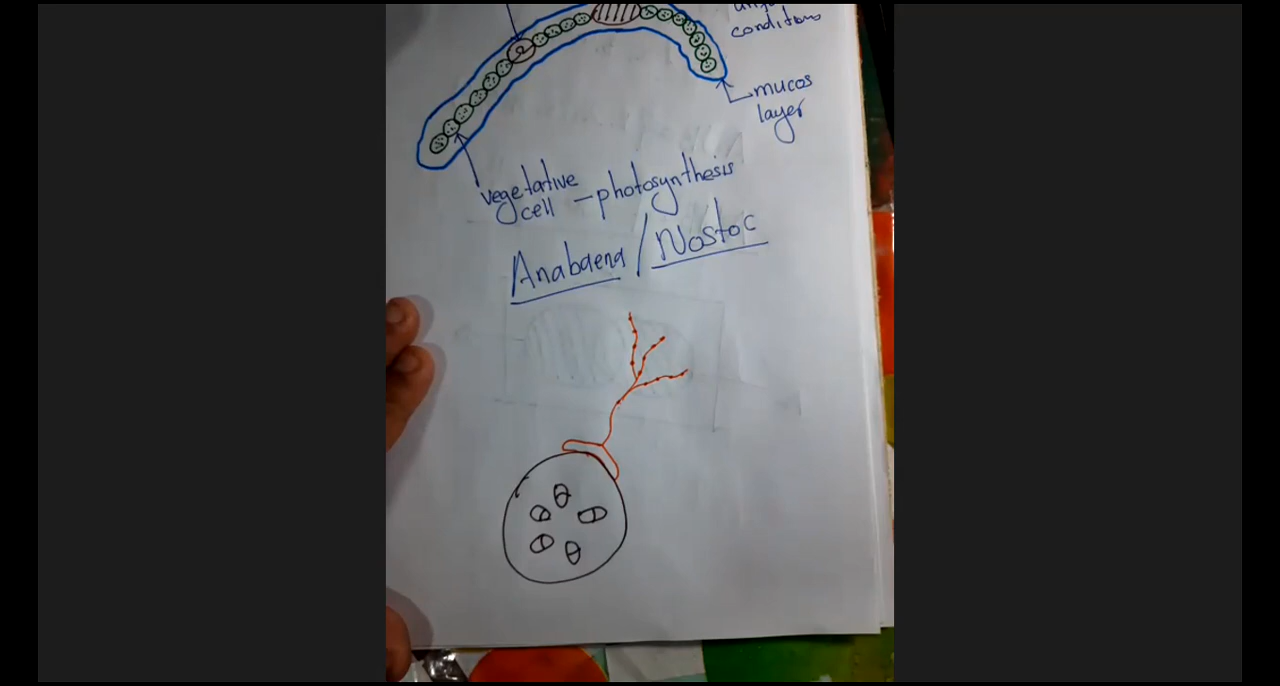 conditions
mucos
layer
vegetative
cell – photosynthesis
Anabaena / Nostoc